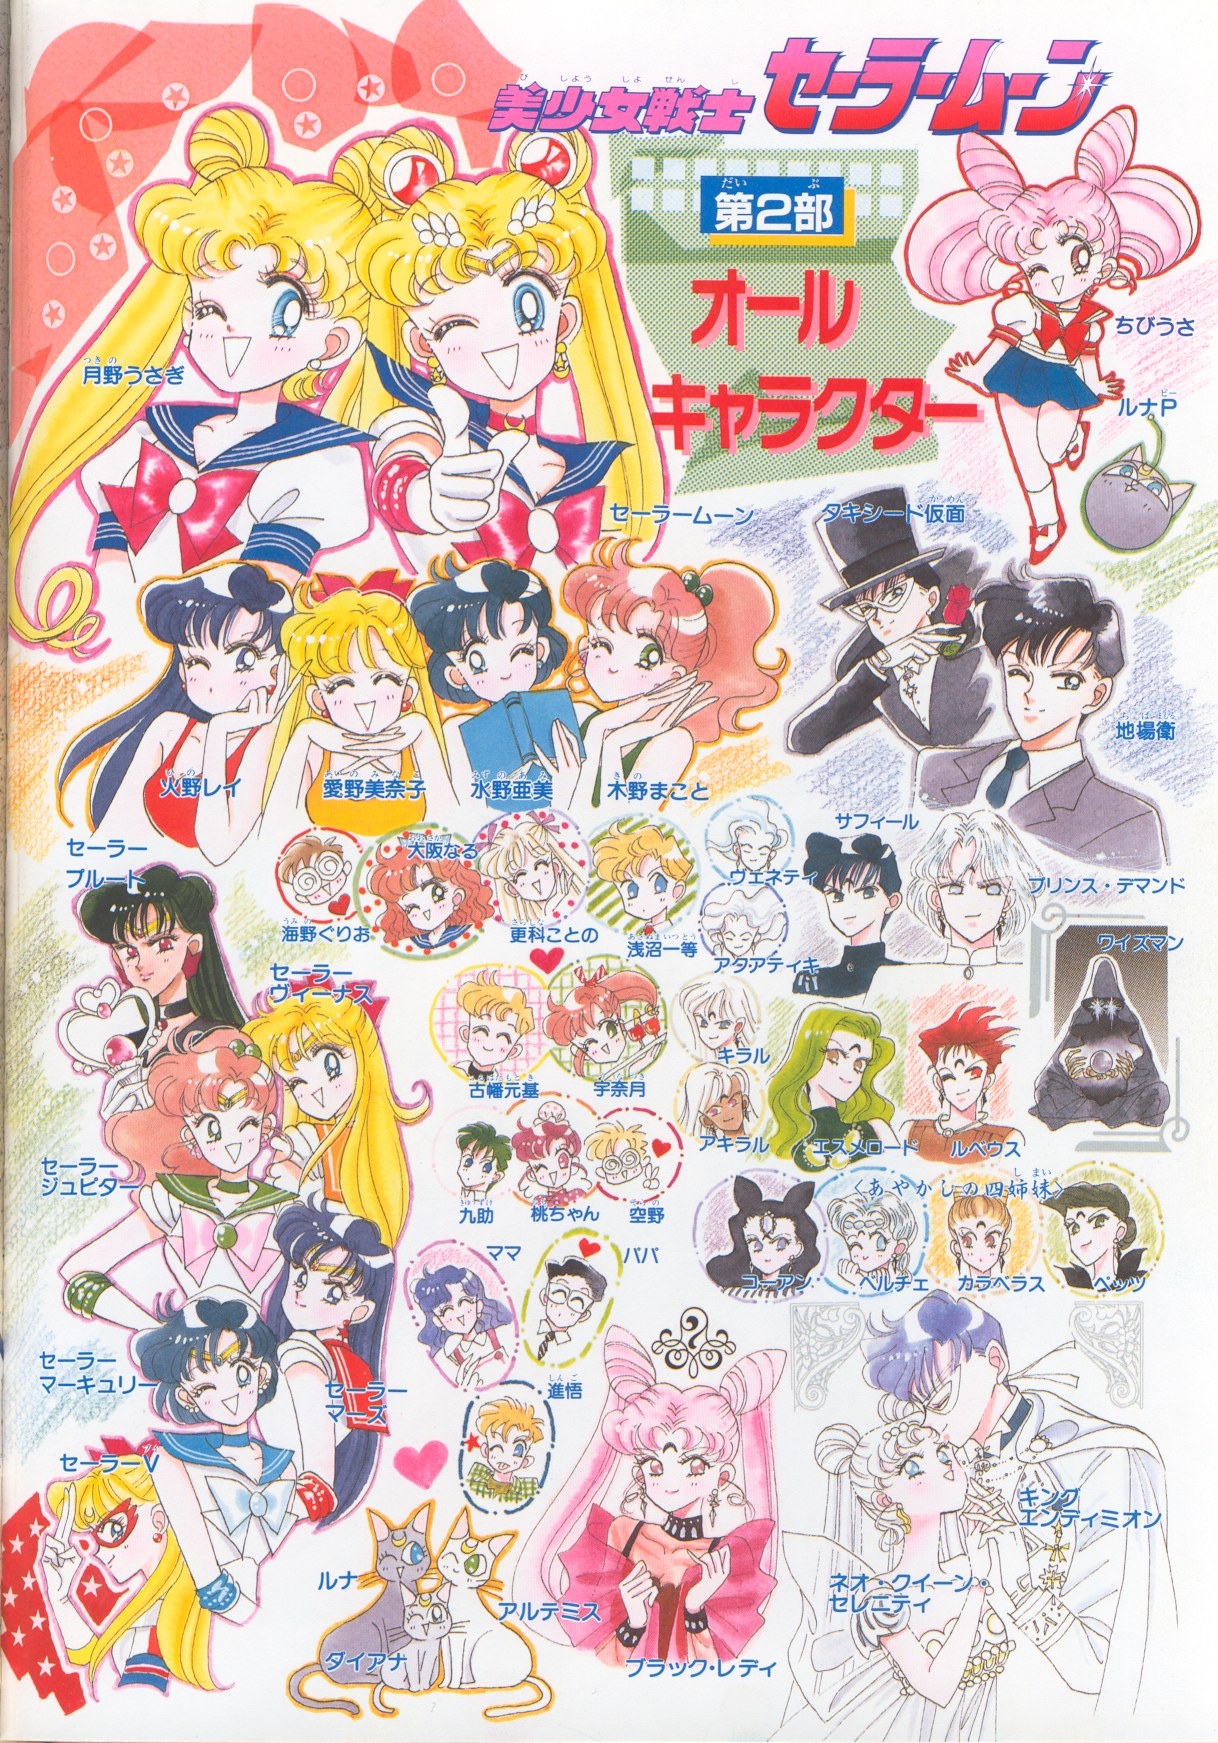 美少女戦士 セーラームーン
第2部
オール
キャラクター
月野うさぎ
セーラームーン
ちびうさ
ルナP
タキシード仮面
地場衛
火野レイ
愛野美奈子
水野亜美
木野まこと
セーラー
プルート
海野ぐりお
大阪なる
更科ことの
浅沼一等
ヴェネティ
アクアティキ
サフィール
プリンス・デマンド
ワイズマン
セーラー
ヴィーナス
古幡元基
宇奈月
キラル
アキラル
エスメロード
ルベウス
セーラー
ジュピター
九助
桃ちゃん
空野
〈あやかしの四姉妹〉
コーアン
ベルチェ
カラベラス
ペッツ
ママ
パパ
進悟
セーラー
マーキュリー
セーラー
マーズ
セーラーV
ルナ
アルテミス
ダイアナ
ブラック・レディ
キング
エンディミオン
ネオ・クイーン・
セレニティ